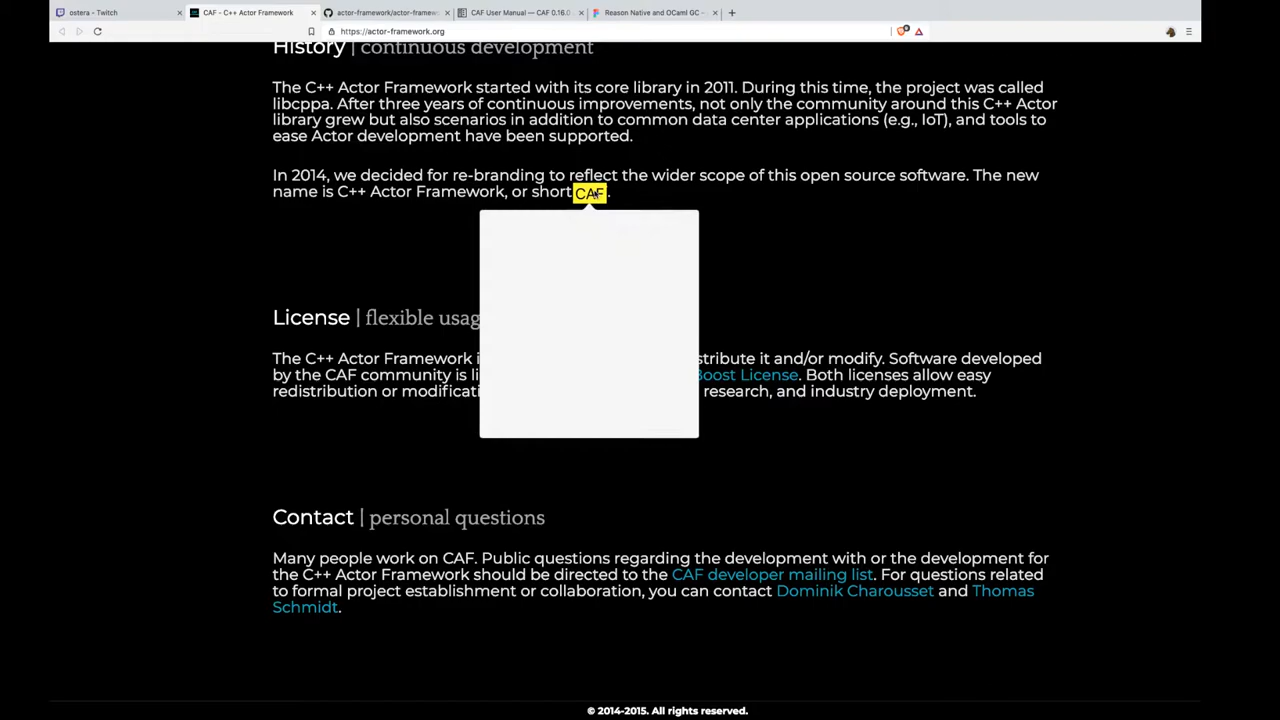 ostera - Twitch
CAF - C++ Actor Framework
actor-framework/actor-framew
CAF User Manual — CAF 0.16.0
Reason Native and OCaml GC –
https://actor-framework.org
History | continuous development
The C++ Actor Framework started with its core library in 2011. During this time, the project was called
libcppa. After three years of continuous improvements, not only the community around this C++ Actor
library grew but also scenarios in addition to common data center applications (e.g., IoT), and tools to
ease Actor development have been supported.
In 2014, we decided for re-branding to reflect the wider scope of this open source software. The new
name is C++ Actor Framework, or short CAF.
License | flexible usag
The C++ Actor Framework i stribute it and/or modify. Software developed
by the CAF community is li Boost License. Both licenses allow easy
redistribution or modificati research, and industry deployment.
Contact | personal questions
Many people work on CAF. Public questions regarding the development with or the development for
the C++ Actor Framework should be directed to the CAF developer mailing list. For questions related
to formal project establishment or collaboration, you can contact Dominik Charousset and Thomas
Schmidt.
© 2014-2015. All rights reserved.